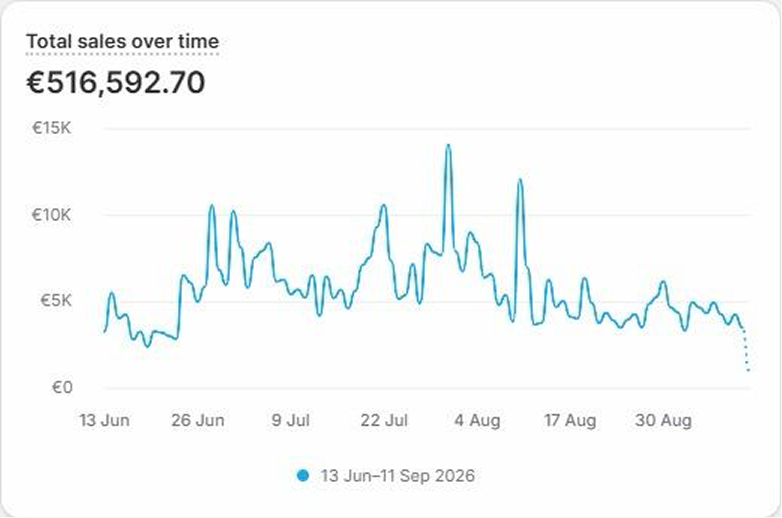 Total sales over time
€516,592.70
€15K
€10K
€5K
€0
13 Jun 26 Jun 9 Jul 22 Jul 4 Aug 17 Aug 30 Aug
13 Jun–11 Sep 2026